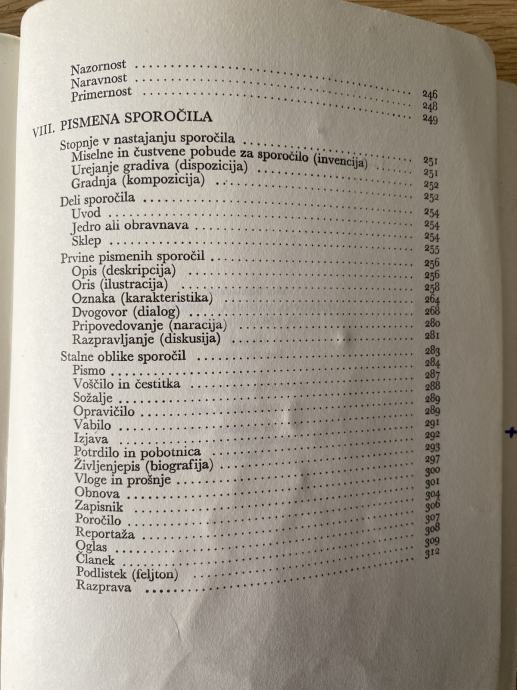 Nazornost ........ 246
Naravnost ........ 248
Primernost ........ 249
VIII. PISMENA SPOROČILA
Stopnje v nastajanju sporočila ........ 251
Miselne in čustvene pobude za sporočilo (invencija) ........ 251
Urejanje gradiva (dispozicija) ........ 252
Gradnja (kompozicija) ........ 252
Deli sporočila ........ 254
Uvod ........ 254
Jedro ali obravnava ........ 254
Sklep ........ 255
Prvine pismenih sporočil ........ 256
Opis (deskripcija) ........ 256
Oris (ilustracija) ........ 258
Oznaka (karakteristika) ........ 264
Dvogovor (dialog) ........ 268
Pripovedovanje (naracija) ........ 280
Razpravljanje (diskusija) ........ 281
Stalne oblike sporočil ........ 283
Pismo ........ 284
Voščilo in čestitka ........ 287
Sožalje ........ 288
Opravičilo ........ 289
Vabilo ........ 289
Izjava ........ 291
Potrdilo in pobotnica ........ 292
Življenjepis (biografija) ........ 293
Vloge in prošnje ........ 297
Obnova ........ 300
Zapisnik ........ 301
Poročilo ........ 304
Reportaža ........ 306
Oglas ........ 307
Članek ........ 308
Podlistek (feljton) ........ 309
Razprava ........ 312